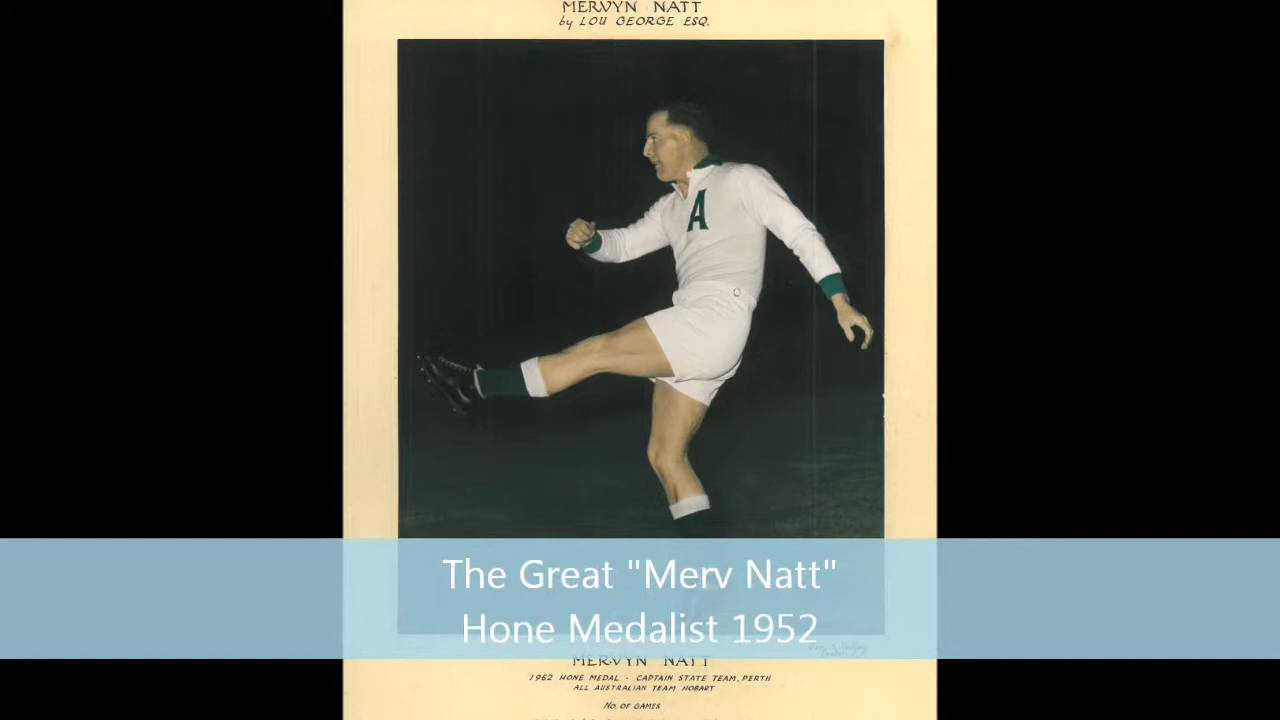 MERVYN NATT
by LOU GEORGE ESQ.
A
The Great "Merv Natt"
Hone Medalist 1952
MERVYN NATT
1962 HONE MEDAL - CAPTAIN STATE TEAM, PERTH
ALL AUSTRALIAN TEAM HOBART
No. OF GAMES